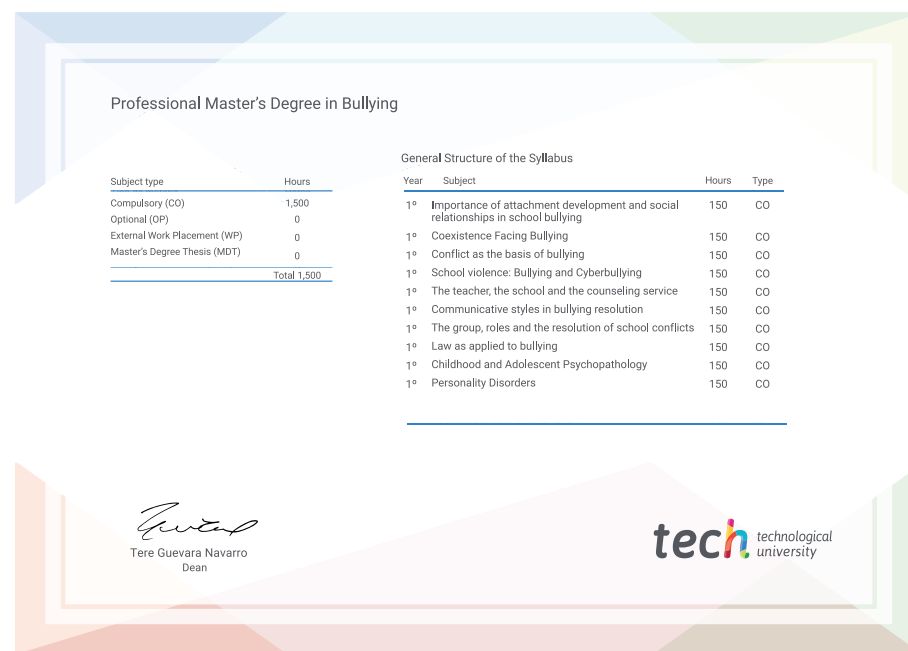 Professional Master's Degree in Bullying
General Structure of the Syllabus
Subject type Hours
Compulsory (CO) 1,500
Optional (OP) 0
External Work Placement (WP) 0
Master's Degree Thesis (MDT) 0
Total 1,500
Year Subject Hours Type
1º Importance of attachment development and social
relationships in school bullying 150 CO
1º Coexistence Facing Bullying 150 CO
1º Conflict as the basis of bullying 150 CO
1º School violence: Bullying and Cyberbullying 150 CO
1º The teacher, the school and the counseling service 150 CO
1º Communicative styles in bullying resolution 150 CO
1º The group, roles and the resolution of school conflicts 150 CO
1º Law as applied to bullying 150 CO
1º Childhood and Adolescent Psychopathology 150 CO
1º Personality Disorders 150 CO
Tere Guevara Navarro
Dean
tech technological
university